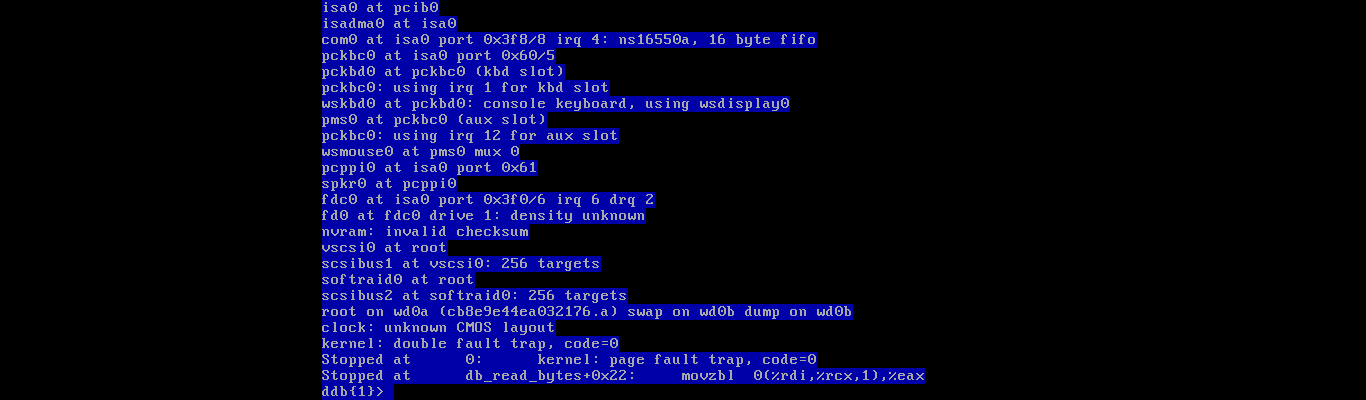 isa0 at pcib0
isadma0 at isa0
com0 at isa0 port 0x3f8/8 irq 4: ns16550a, 16 byte fifo
pckbc0 at isa0 port 0x60/5
pckbd0 at pckbc0 (kbd slot)
pckbc0: using irq 1 for kbd slot
wskbd0 at pckbd0: console keyboard, using wsdisplay0
pms0 at pckbc0 (aux slot)
pckbc0: using irq 12 for aux slot
wsmouse0 at pms0 mux 0
pcppi0 at isa0 port 0x61
spkr0 at pcppi0
fdc0 at isa0 port 0x3f0/6 irq 6 drq 2
fd0 at fdc0 drive 1: density unknown
nvram: invalid checksum
vscsi0 at root
scsibus1 at vscsi0: 256 targets
softraid0 at root
scsibus2 at softraid0: 256 targets
root on wd0a (cb8e9e44ea032176.a) swap on wd0b dump on wd0b
clock: unknown CMOS layout
kernel: double fault trap, code=0
Stopped at      0:      kernel: page fault trap, code=0
Stopped at      db_read_bytes+0x22:     movzbl  0(%rdi,%rcx,1),%eax
ddb{1}>